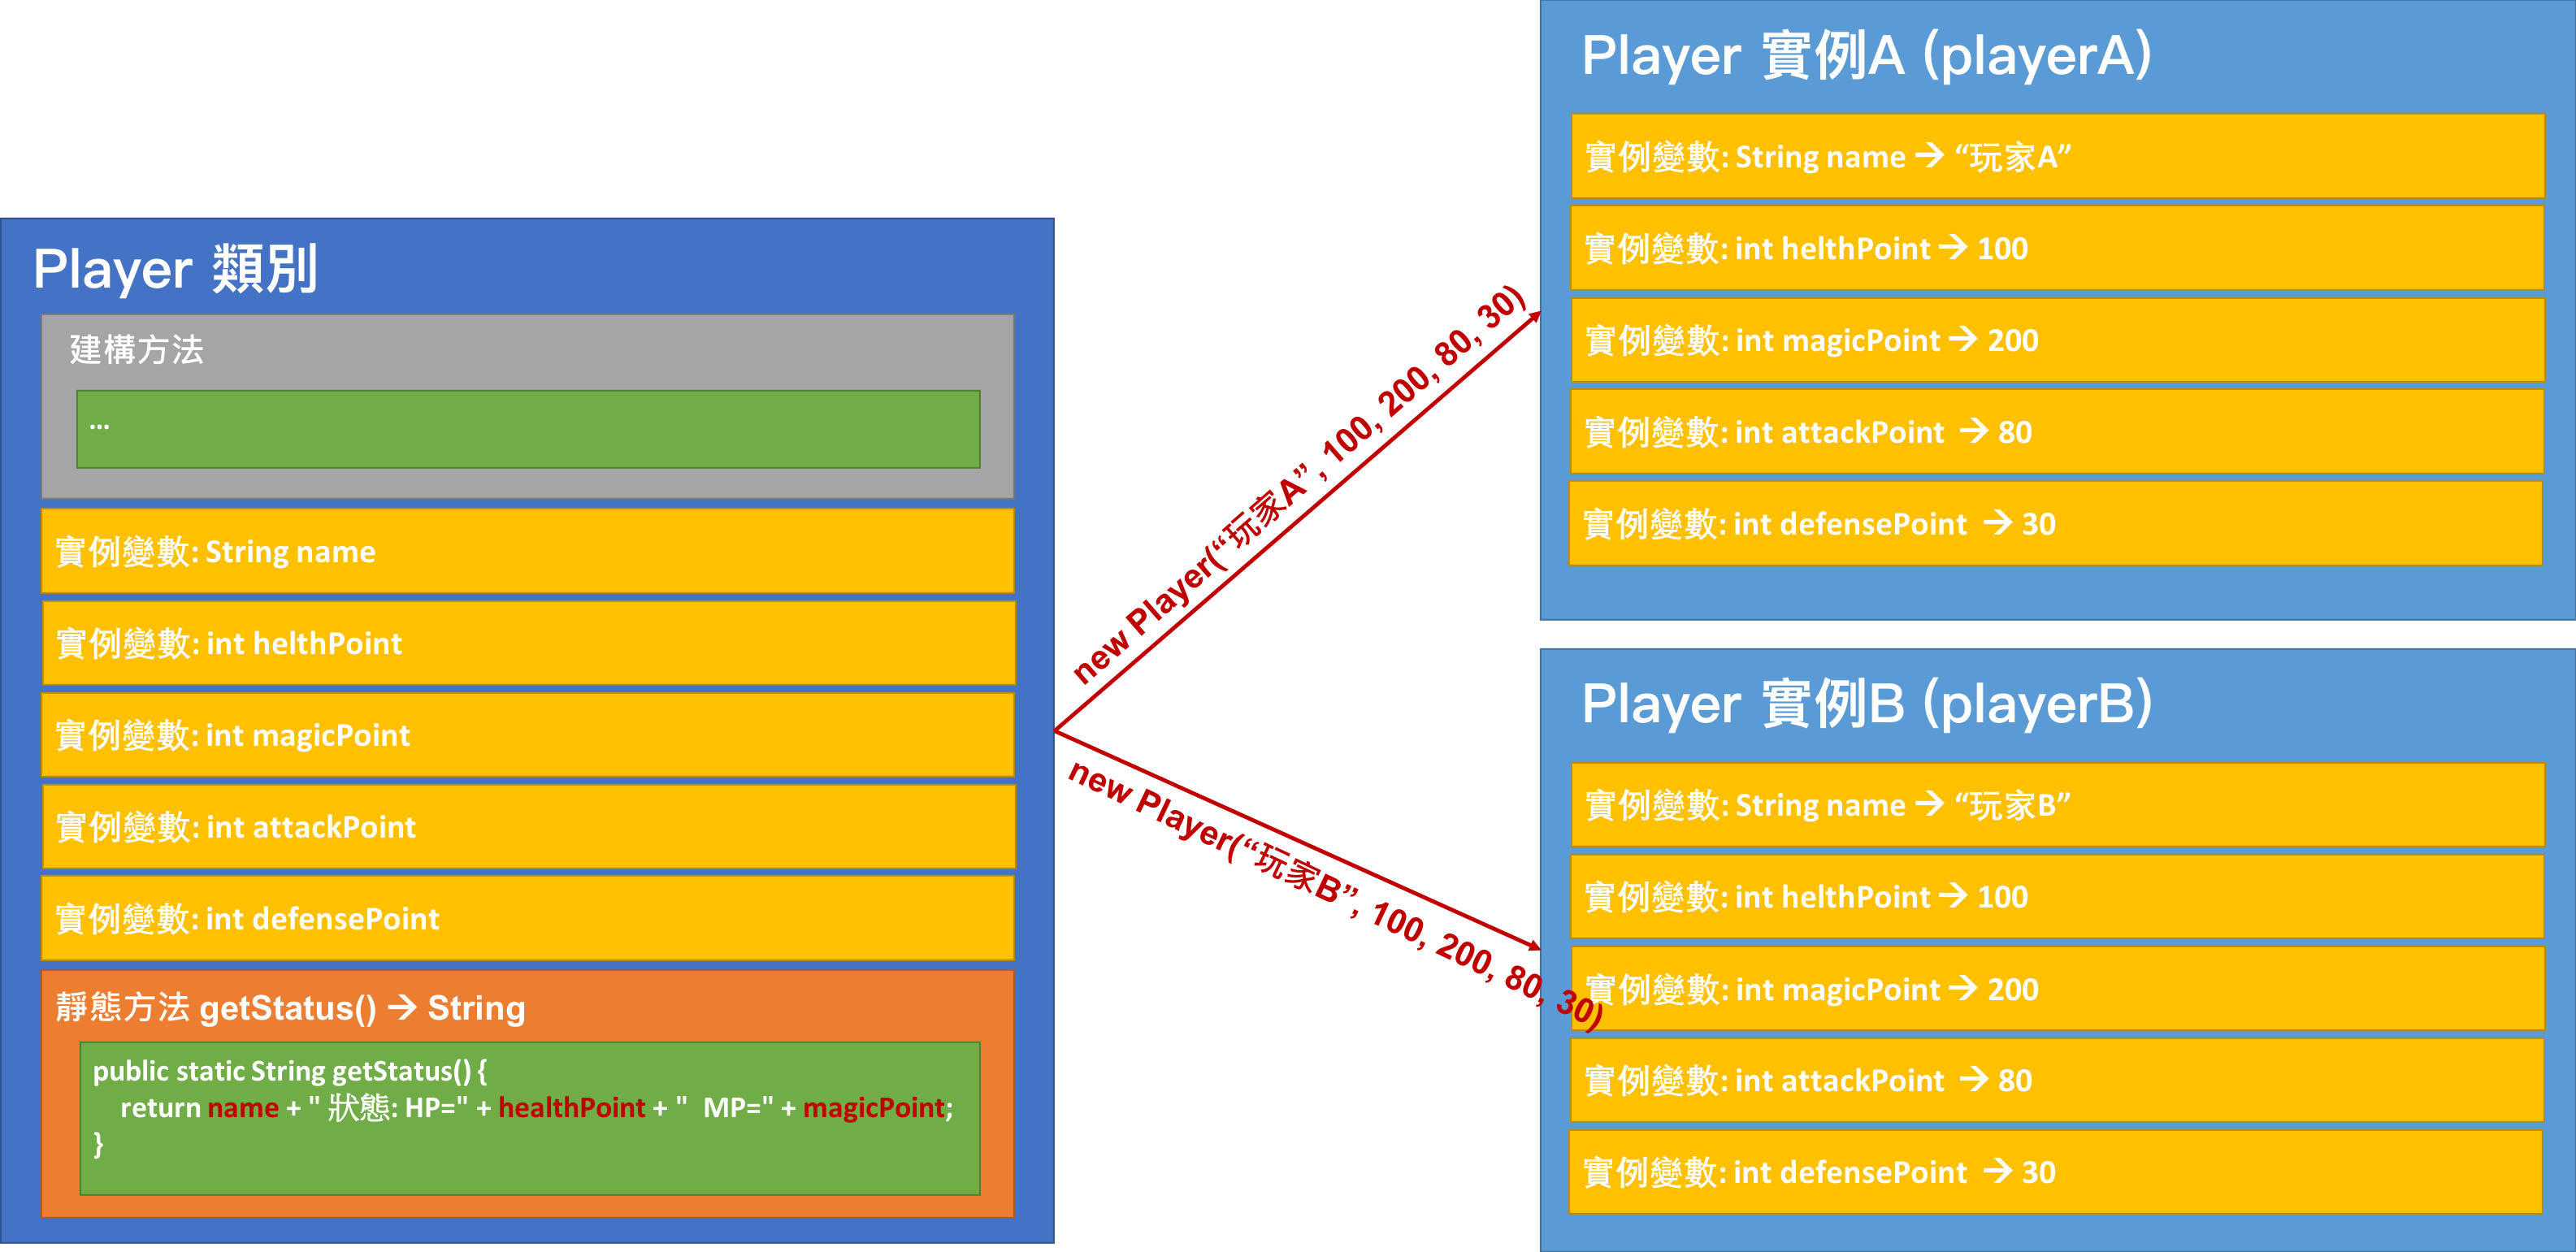 Player 類別
建構方法
...
實例變數: String name
實例變數: int helthPoint
實例變數: int magicPoint
實例變數: int attackPoint
實例變數: int defensePoint
靜態方法 getStatus() → String
public static String getStatus() {
return name + " 狀態: HP=" + healthPoint + "  MP=" + magicPoint;
}
new Player(“玩家A”, 100, 200, 80, 30)
new Player(“玩家B”, 100, 200, 80, 30)
Player 實例A (playerA)
實例變數: String name → “玩家A”
實例變數: int helthPoint → 100
實例變數: int magicPoint → 200
實例變數: int attackPoint → 80
實例變數: int defensePoint → 30
Player 實例B (playerB)
實例變數: String name → “玩家B”
實例變數: int helthPoint → 100
實例變數: int magicPoint → 200
實例變數: int attackPoint → 80
實例變數: int defensePoint → 30